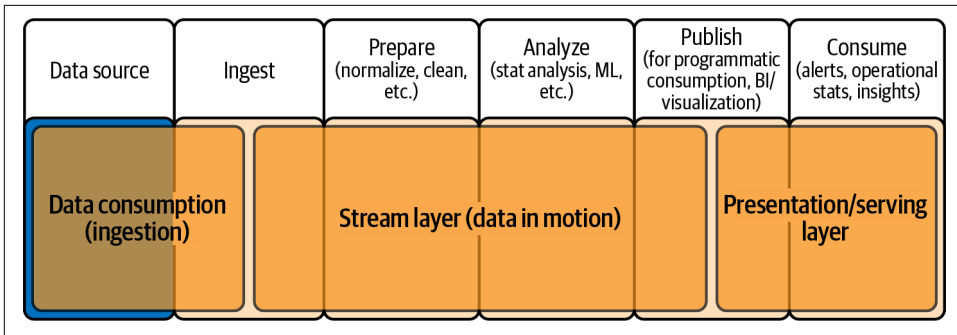 Data source
Ingest
Prepare
(normalize, clean,
etc.)
Analyze
(stat analysis, ML,
etc.)
Publish
(for programmatic
consumption, BI/
visualization)
Consume
(alerts, operational
stats, insights)
Data consumption
(ingestion)
Stream layer (data in motion)
Presentation/serving
layer